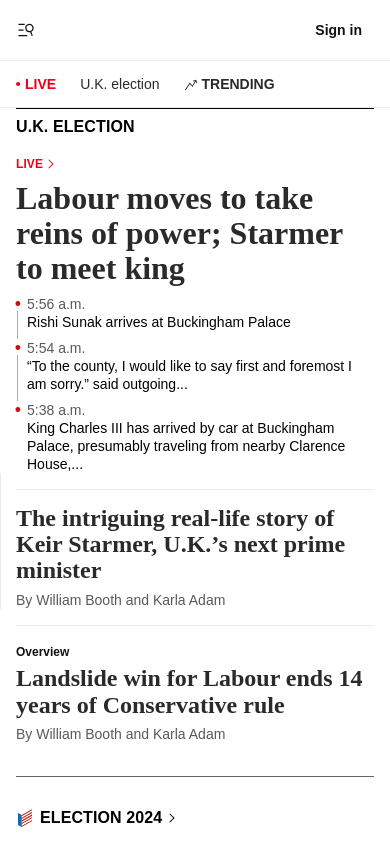 Sign in
LIVE
U.K. election
TRENDING
U.K. ELECTION
LIVE
Labour moves to take
reins of power; Starmer
to meet king
5:56 a.m.
Rishi Sunak arrives at Buckingham Palace
5:54 a.m.
“To the county, I would like to say first and foremost I
am sorry.” said outgoing...
5:38 a.m.
King Charles III has arrived by car at Buckingham
Palace, presumably traveling from nearby Clarence
House,...
The intriguing real-life story of
Keir Starmer, U.K.’s next prime
minister
By William Booth and Karla Adam
Overview
Landslide win for Labour ends 14
years of Conservative rule
By William Booth and Karla Adam
ELECTION 2024